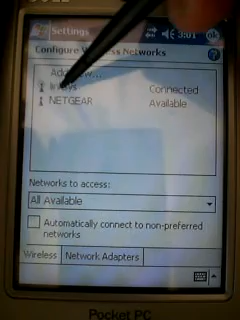 Settings
3:01
ok
Configure Wireless Networks
Add New...
Connected
NETGEAR
Available
Networks to access:
All Available
Automatically connect to non-preferred
networks
Wireless
Network Adapters
Pocket PC